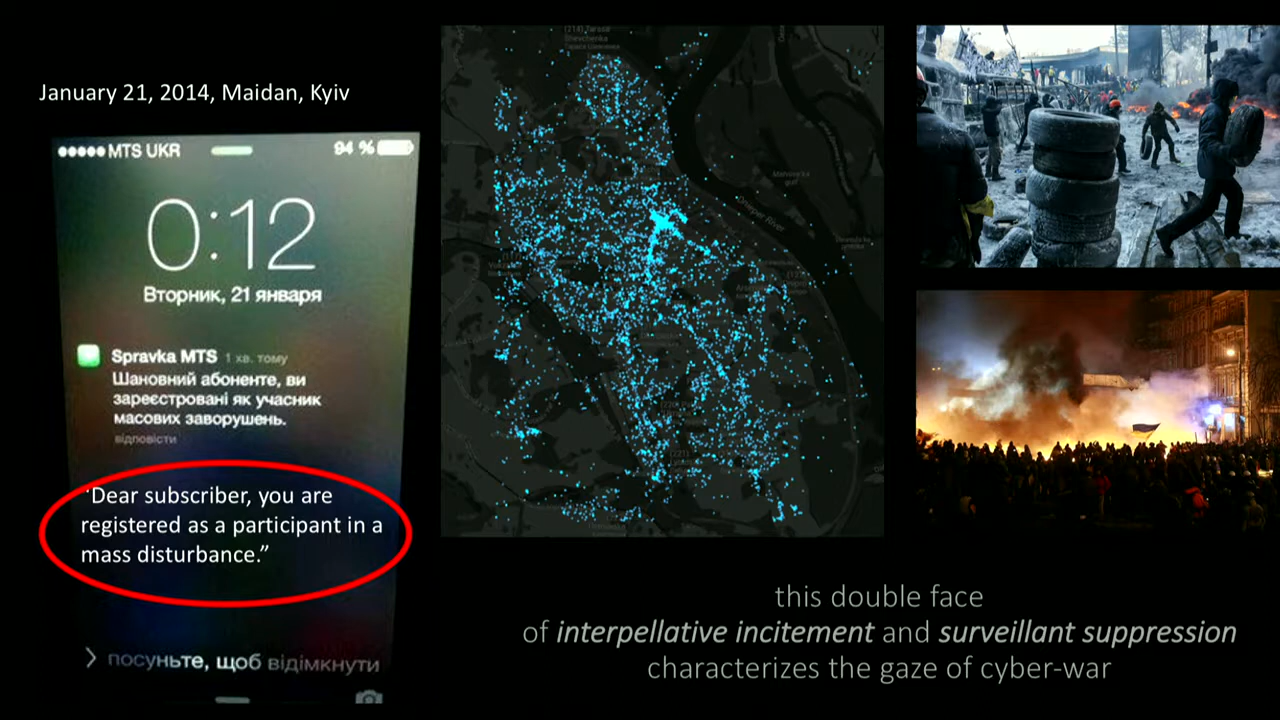 January 21, 2014, Maidan, Kyiv
MTS UKR
94 %
0:12
Вторник, 21 января
Spravka MTS 1 хв. тому
Шановний абоненте, ви
зареєстровані як учасник
масових заворушень.
відповісти
"Dear subscriber, you are
registered as a participant in a
mass disturbance.”
посуньте, щоб відімкнути
Dnieper River
this double face
of interpellative incitement and surveillant suppression
characterizes the gaze of cyber-war